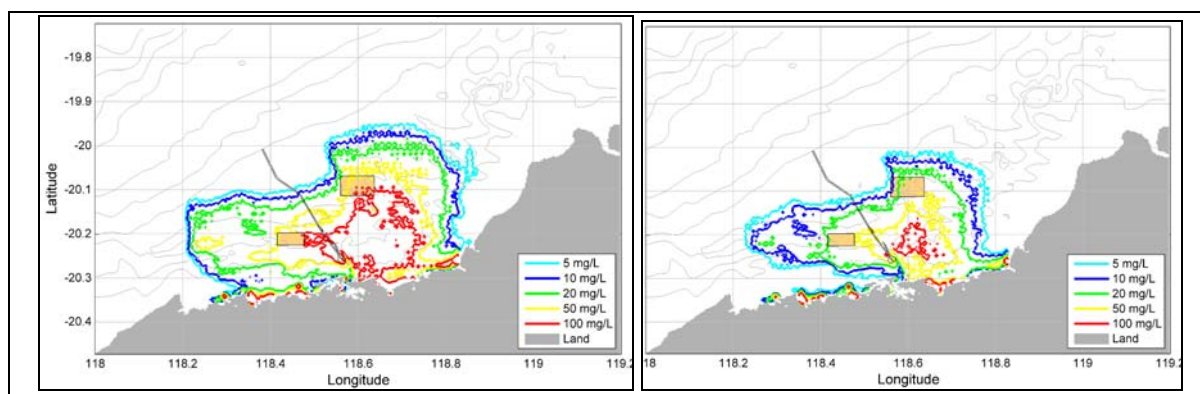 -19.8
-19.9
-20
-20.1
-20.2
-20.3
-20.4
Latitude
5 mg/L
10 mg/L
20 mg/L
50 mg/L
100 mg/L
Land
118 118.2 118.4 118.6 118.8 119 119.2
Longitude
5 mg/L
10 mg/L
20 mg/L
50 mg/L
100 mg/L
Land
18 118.2 118.4 118.6 118.8 119 119.2
Longitude